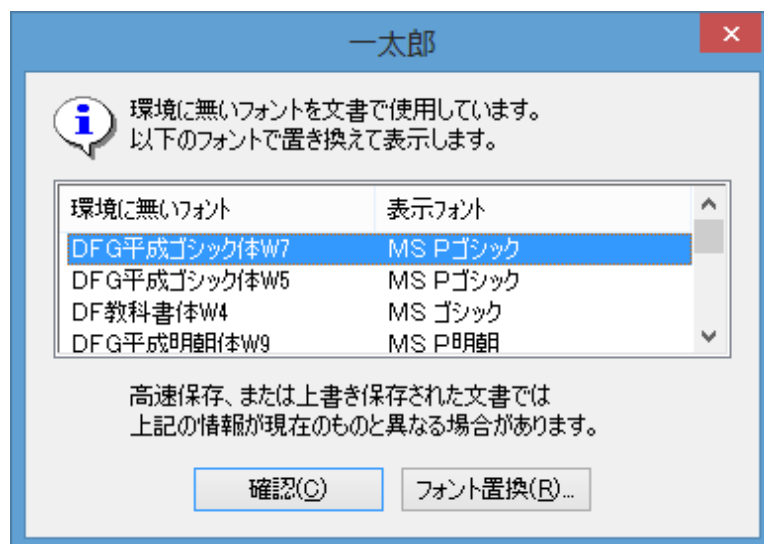 一太郎
環境に無いフォントを文書で使用しています。
以下のフォントで置き換えて表示します。
環境に無いフォント 表示フォント
DFG平成ゴシック体W7 MS Pゴシック
DFG平成ゴシック体W5 MS Pゴシック
DF教科書体W4 MS ゴシック
DFG平成明朝体W9 MS P明朝
高速保存、または上書き保存された文書では
上記の情報が現在のものと異なる場合があります。
確認(C) フォント置換(R)...